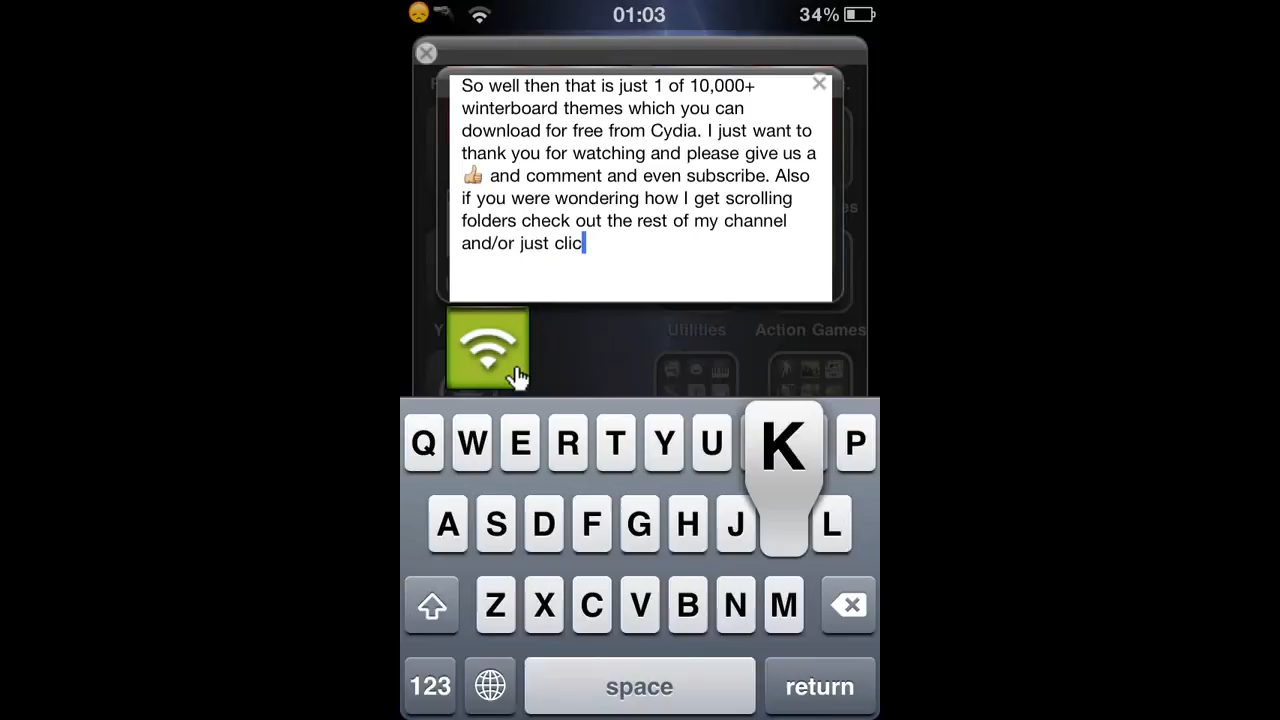 01:03
34%
So well then that is just 1 of 10,000+
winterboard themes which you can
download for free from Cydia. I just want to
thank you for watching and please give us a
👍 and comment and even subscribe. Also
if you were wondering how I get scrolling
folders check out the rest of my channel
and/or just clic
Utilities
Action Games
Q W E R T Y U K P
A S D F G H J L
Z X C V B N M
123 space return